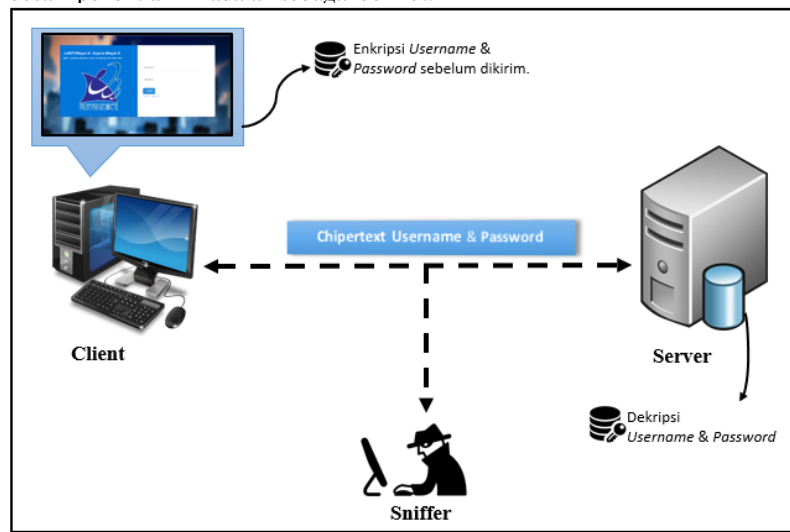 Enkripsi Username &
Password sebelum dikirim.
Chipertext Username & Password
Client
Server
Dekripsi
Username & Password
Sniffer